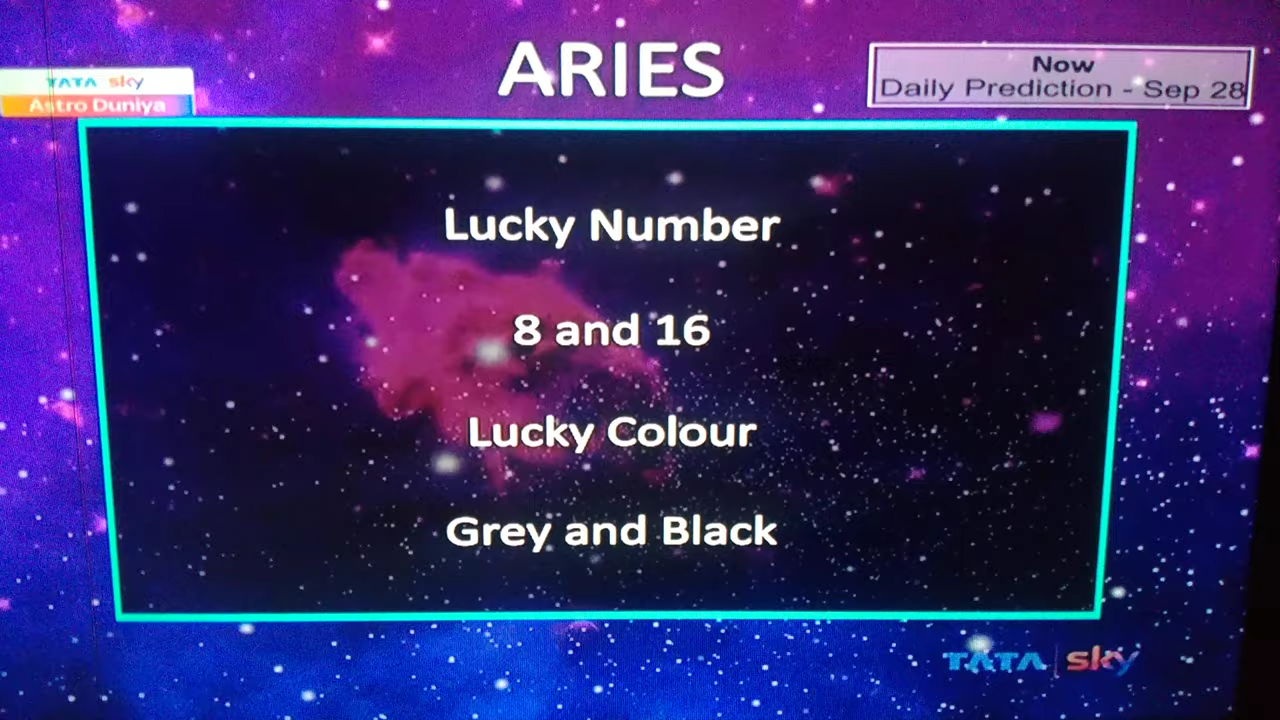 ARIES
TATA sky
Astro Duniya
Now
Daily Prediction - Sep 28
Lucky Number
8 and 16
Lucky Colour
Grey and Black
TATA sky